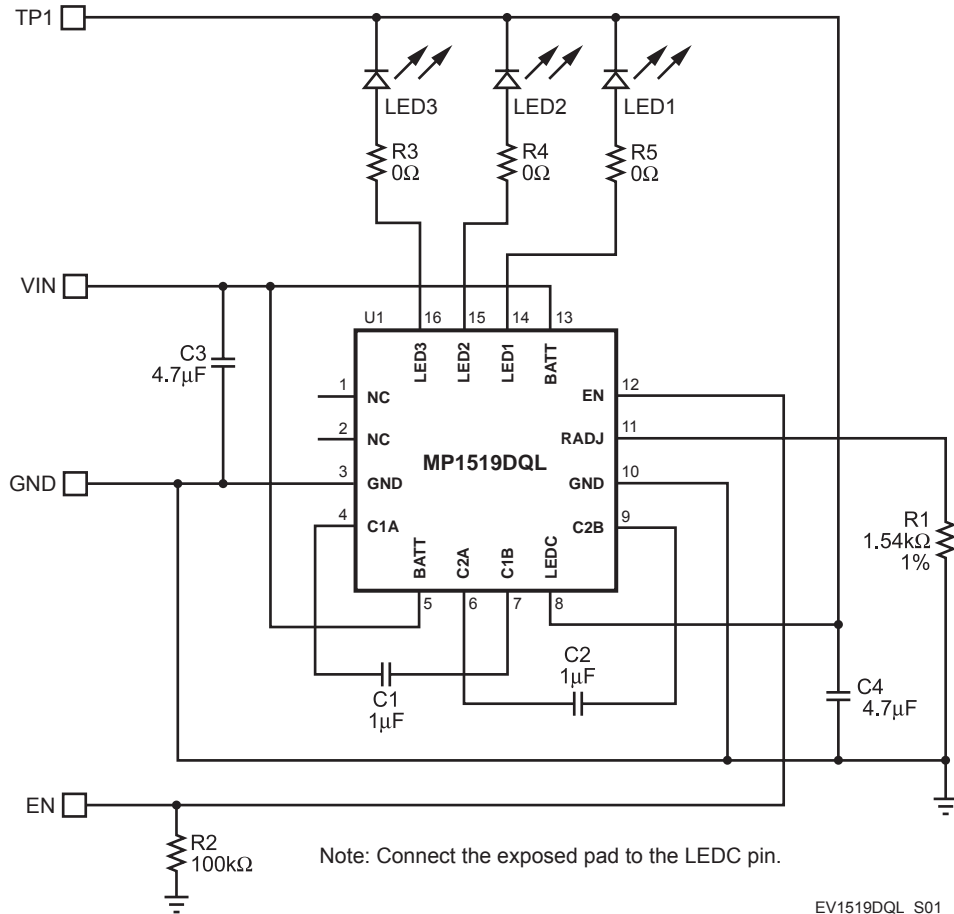 TP1
LED3
LED2
LED1
R3
0Ω
R4
0Ω
R5
0Ω
VIN
U1
16
15
14
13
LED3
LED2
LED1
BATT
C3
4.7µF
1
NC
EN
12
2
NC
RADJ
11
MP1519DQL
GND
3
GND
GND
10
4
C1A
C2B
9
R1
1.54kΩ
1%
BATT
C2A
C1B
LEDC
5
6
7
8
C1
1µF
C2
1µF
C4
4.7µF
EN
R2
100kΩ
Note: Connect the exposed pad to the LEDC pin.
EV1519DQL_S01